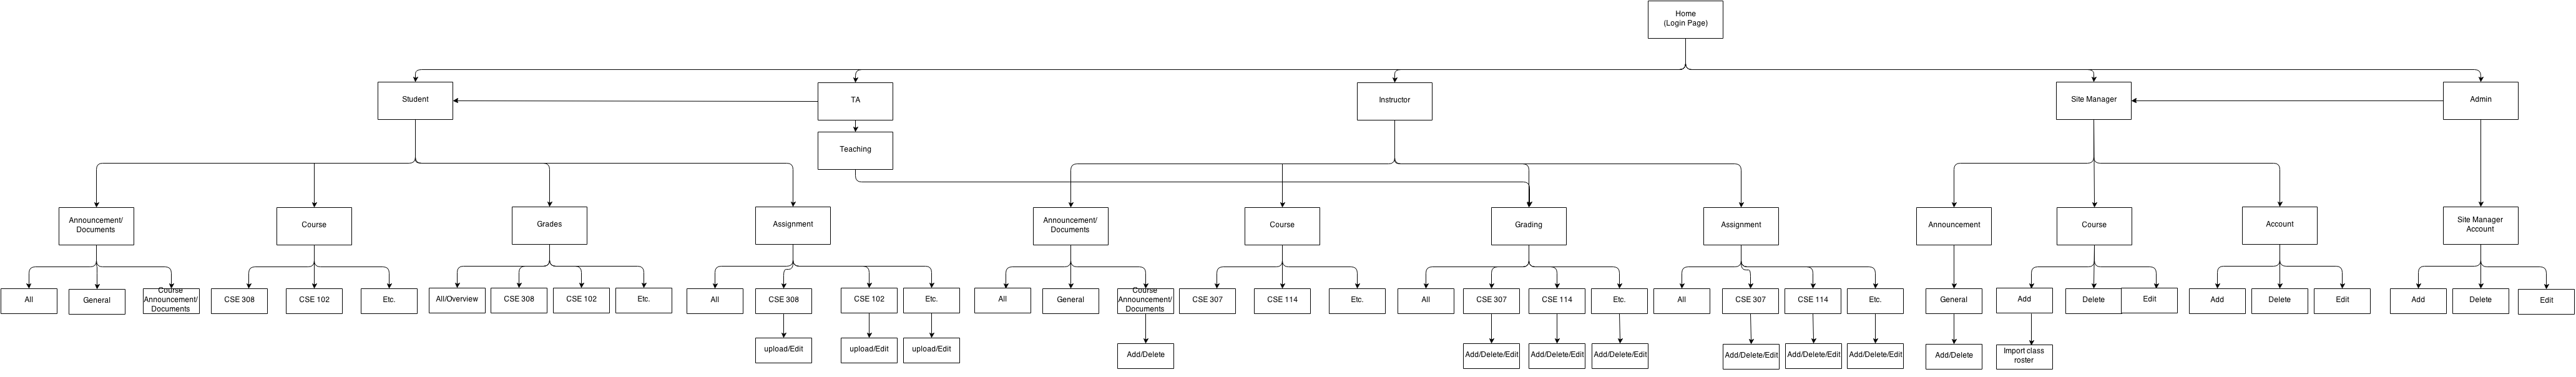 Home
(Login Page)
Student
TA
Instructor
Site Manager
Admin
Teaching
Announcement/
Documents
Course
Grades
Assignment
Announcement/
Documents
Course
Grading
Assignment
Announcement
Course
Account
Site Manager
Account
All
General
Course
Announcement/
Documents
CSE 308
CSE 102
Etc.
All/Overview
CSE 308
CSE 102
Etc.
All
CSE 308
CSE 102
Etc.
All
General
Course
Announcement/
Documents
CSE 307
CSE 114
Etc.
All
CSE 307
CSE 114
Etc.
All
CSE 307
CSE 114
Etc.
General
Add
Delete
Edit
Add
Delete
Edit
Add
Delete
Edit
upload/Edit
upload/Edit
upload/Edit
Add/Delete
Add/Delete/Edit
Add/Delete/Edit
Add/Delete/Edit
Add/Delete/Edit
Add/Delete/Edit
Add/Delete/Edit
Add/Delete
Import class
roster